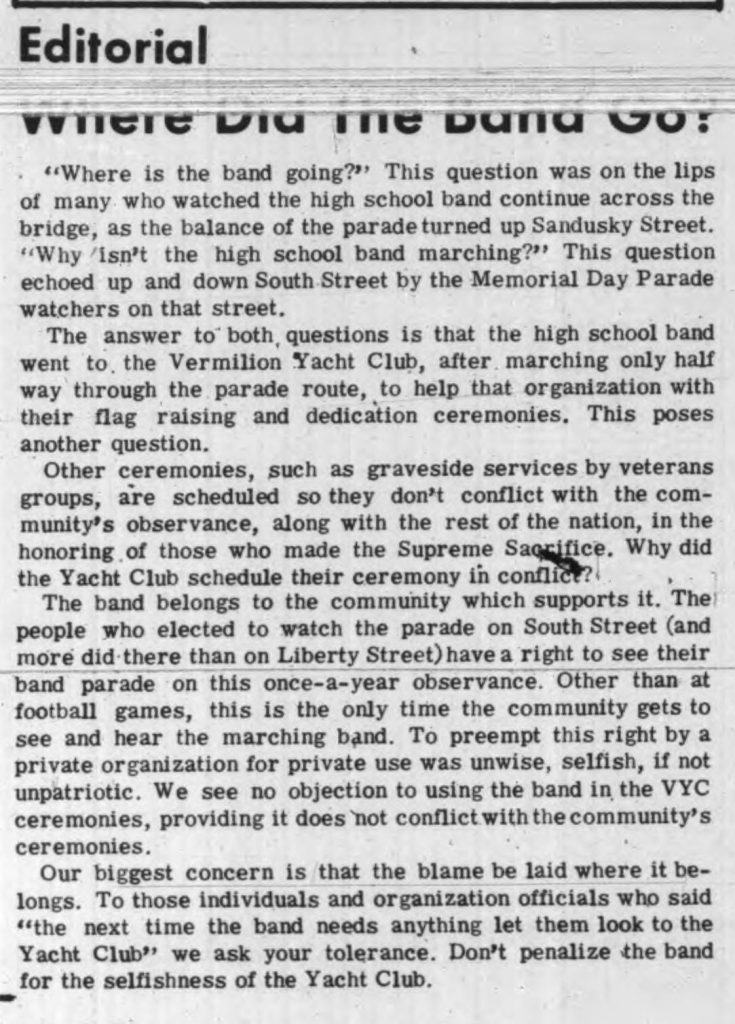 Editorial
Where Did The Band Go?
"Where is the band going?" This question was on the lips
of many who watched the high school band continue across the
bridge, as the balance of the parade turned up Sandusky Street.
"Why isn't the high school band marching?" This question
echoed up and down South Street by the Memorial Day Parade
watchers on that street.
The answer to both questions is that the high school band
went to the Vermilion Yacht Club, after marching only half
way through the parade route, to help that organization with
their flag raising and dedication ceremonies. This poses
another question.
Other ceremonies, such as graveside services by veterans
groups, are scheduled so they don't conflict with the com-
munity's observance, along with the rest of the nation, in the
honoring of those who made the Supreme Sacrifice. Why did
the Yacht Club schedule their ceremony in conflict?
The band belongs to the community which supports it. The
people who elected to watch the parade on South Street (and
more did there than on Liberty Street) have a right to see their
band parade on this once-a-year observance. Other than at
football games, this is the only time the community gets to
see and hear the marching band. To preempt this right by a
private organization for private use was unwise, selfish, if not
unpatriotic. We see no objection to using the band in the VYC
ceremonies, providing it does not conflict with the community's
ceremonies.
Our biggest concern is that the blame be laid where it be-
longs. To those individuals and organization officials who said
"the next time the band needs anything let them look to the
Yacht Club" we ask your tolerance. Don't penalize the band
for the selfishness of the Yacht Club.